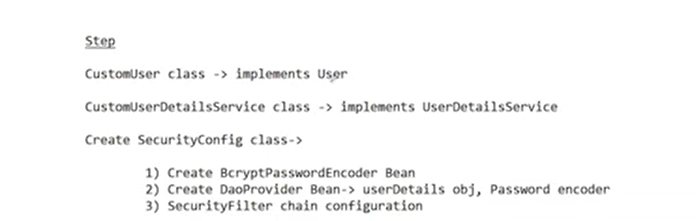 Step
CustomUser class -> implements User
CustomUserDetailsService class -> implements UserDetailsService
Create SecurityConfig class->
1) Create BcryptPasswordEncoder Bean
2) Create DaoProvider Bean-> userDetails obj, Password encoder
3) SecurityFilter chain configuration